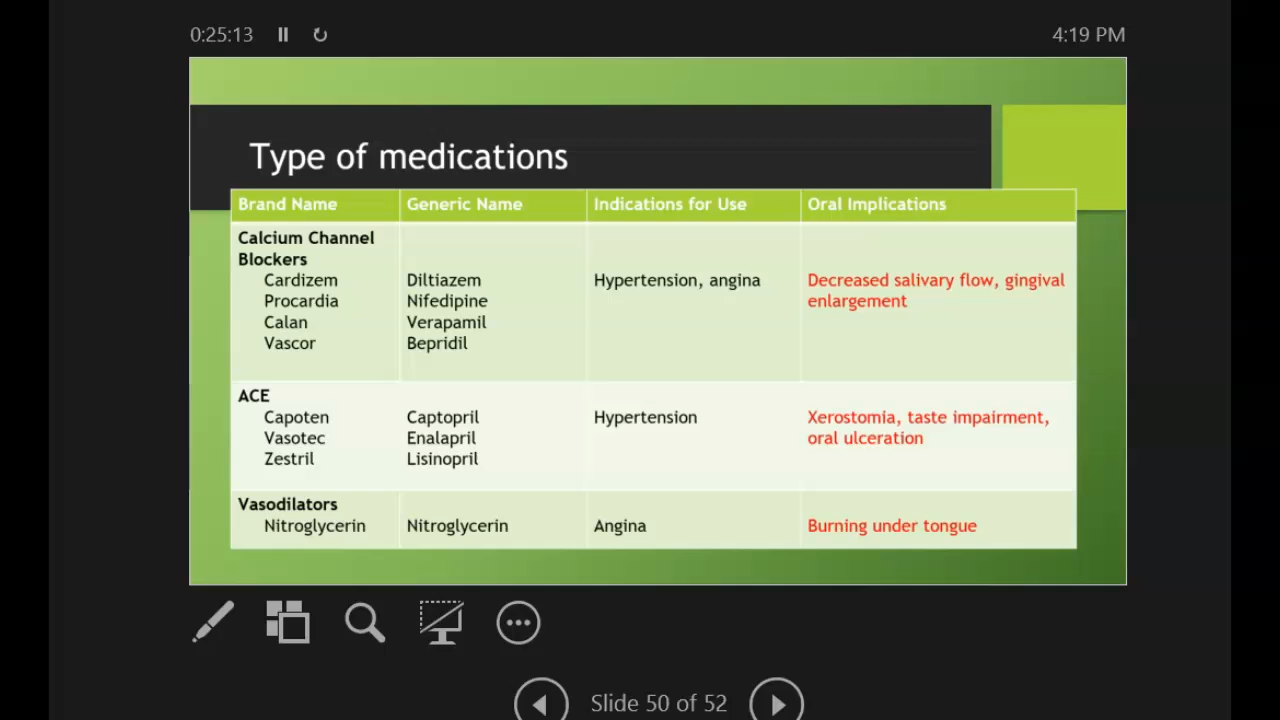 0:25:13
4:19 PM
Type of medications
Brand Name Generic Name Indications for Use Oral Implications
Calcium Channel
Blockers
Cardizem Diltiazem Hypertension, angina Decreased salivary flow, gingival
Procardia Nifedipine enlargement
Calan Verapamil
Vascor Bepridil
ACE
Capoten Captopril Hypertension Xerostomia, taste impairment,
Vasotec Enalapril oral ulceration
Zestril Lisinopril
Vasodilators
Nitroglycerin Nitroglycerin Angina Burning under tongue
Slide 50 of 52